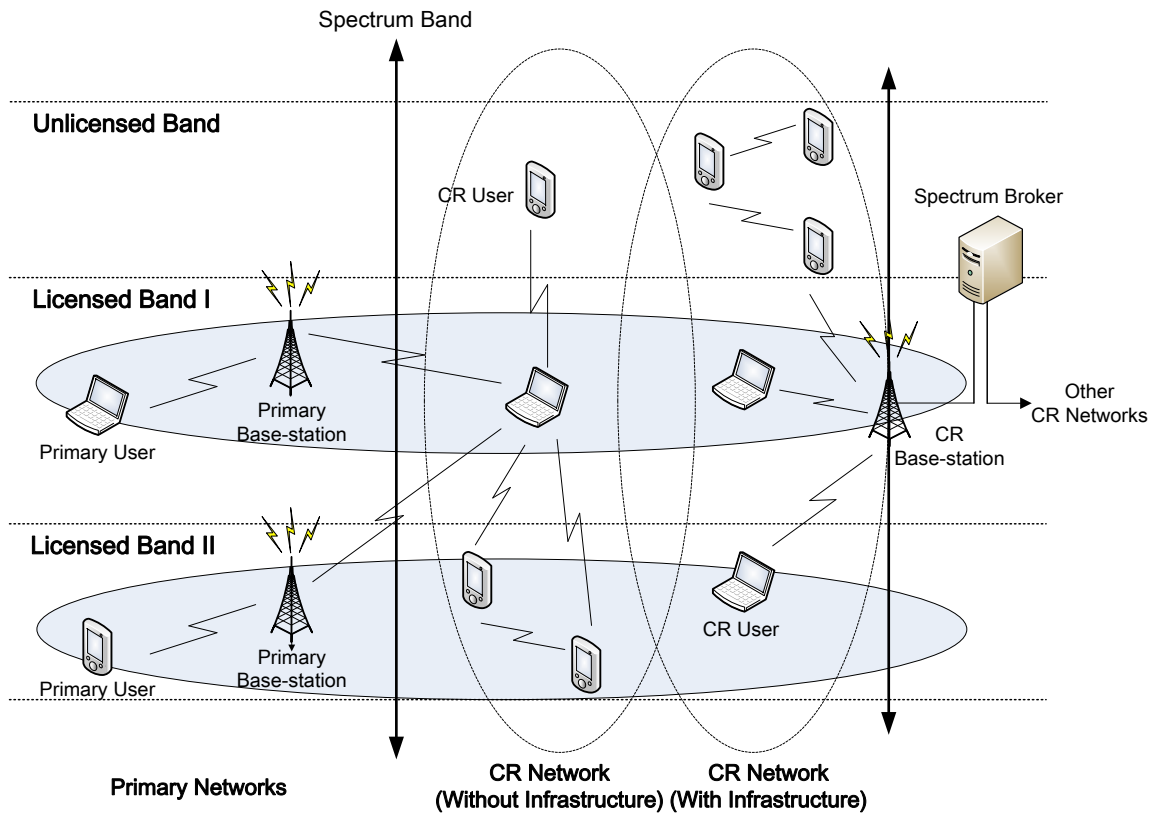 Spectrum Band
Unlicensed Band
CR User
Spectrum Broker
Licensed Band I
Primary
Base-station
Primary User
Other
CR Networks
CR
Base-station
Licensed Band II
CR User
Primary
Base-station
Primary User
Primary Networks
CR Network
(Without Infrastructure)
CR Network
(With Infrastructure)